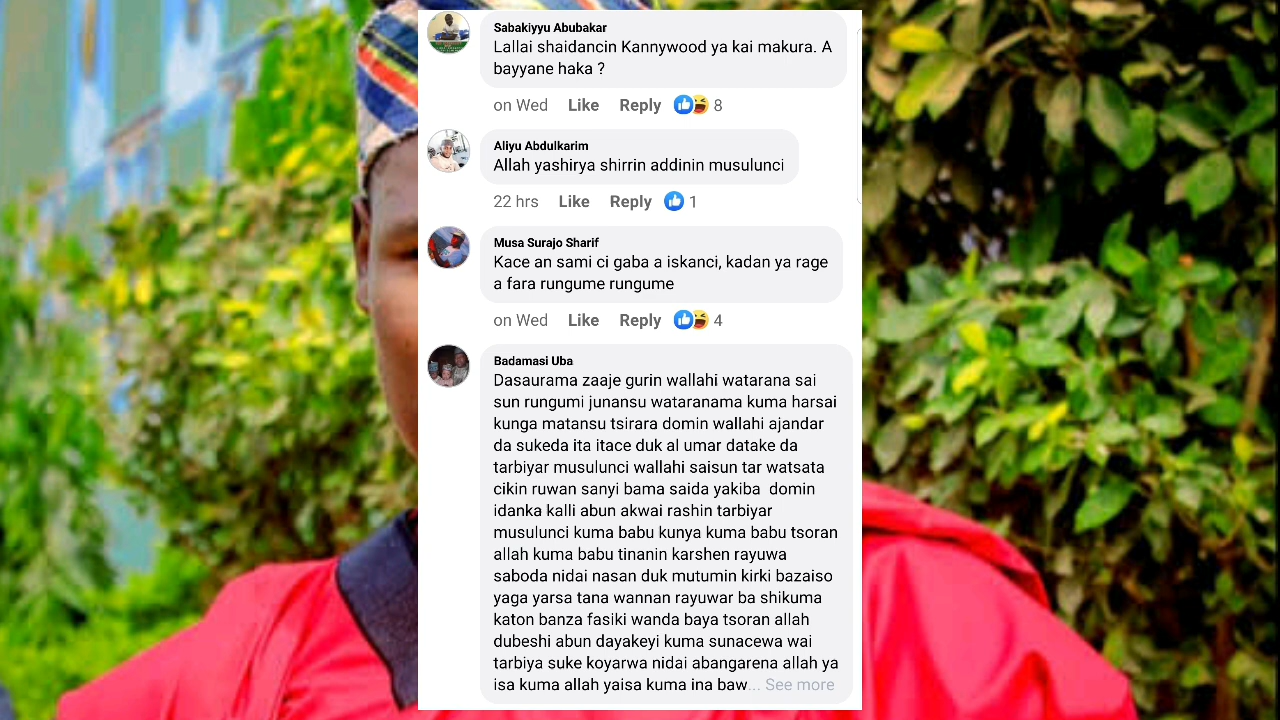 Sabakiyyu Abubakar
Lallai shaidancin Kannywood ya kai makura. A
bayyane haka ?
on Wed Like Reply 8
Aliyu Abdulkarim
Allah yashirya shirrin addinin musulunci
22 hrs Like Reply 1
Musa Surajo Sharif
Kace an sami ci gaba a iskanci, kadan ya rage
a fara rungume rungume
on Wed Like Reply 4
Badamasi Uba
Dasaurama zaaje gurin wallahi watarana sai
sun rungumi junansu wataranama kuma harsai
kunga matansu tsirara domin wallahi ajandar
da sukeda ita itace duk al umar datake da
tarbiyar musulunci wallahi saisun tar watsata
cikin ruwan sanyi bama saida yakiba domin
idanka kalli abun akwai rashin tarbiyar
musulunci kuma babu kunya kuma babu tsoran
allah kuma babu tinanin karshen rayuwa
saboda nidai nasan duk mutumin kirki bazaiso
yaga yarsa tana wannan rayuwar ba shikuma
katon banza fasiki wanda baya tsoran allah
dubeshi abun dayakeyi kuma sunacewa wai
tarbiya suke koyarwa nidai abangarena allah ya
isa kuma allah yaisa kuma ina baw... See more